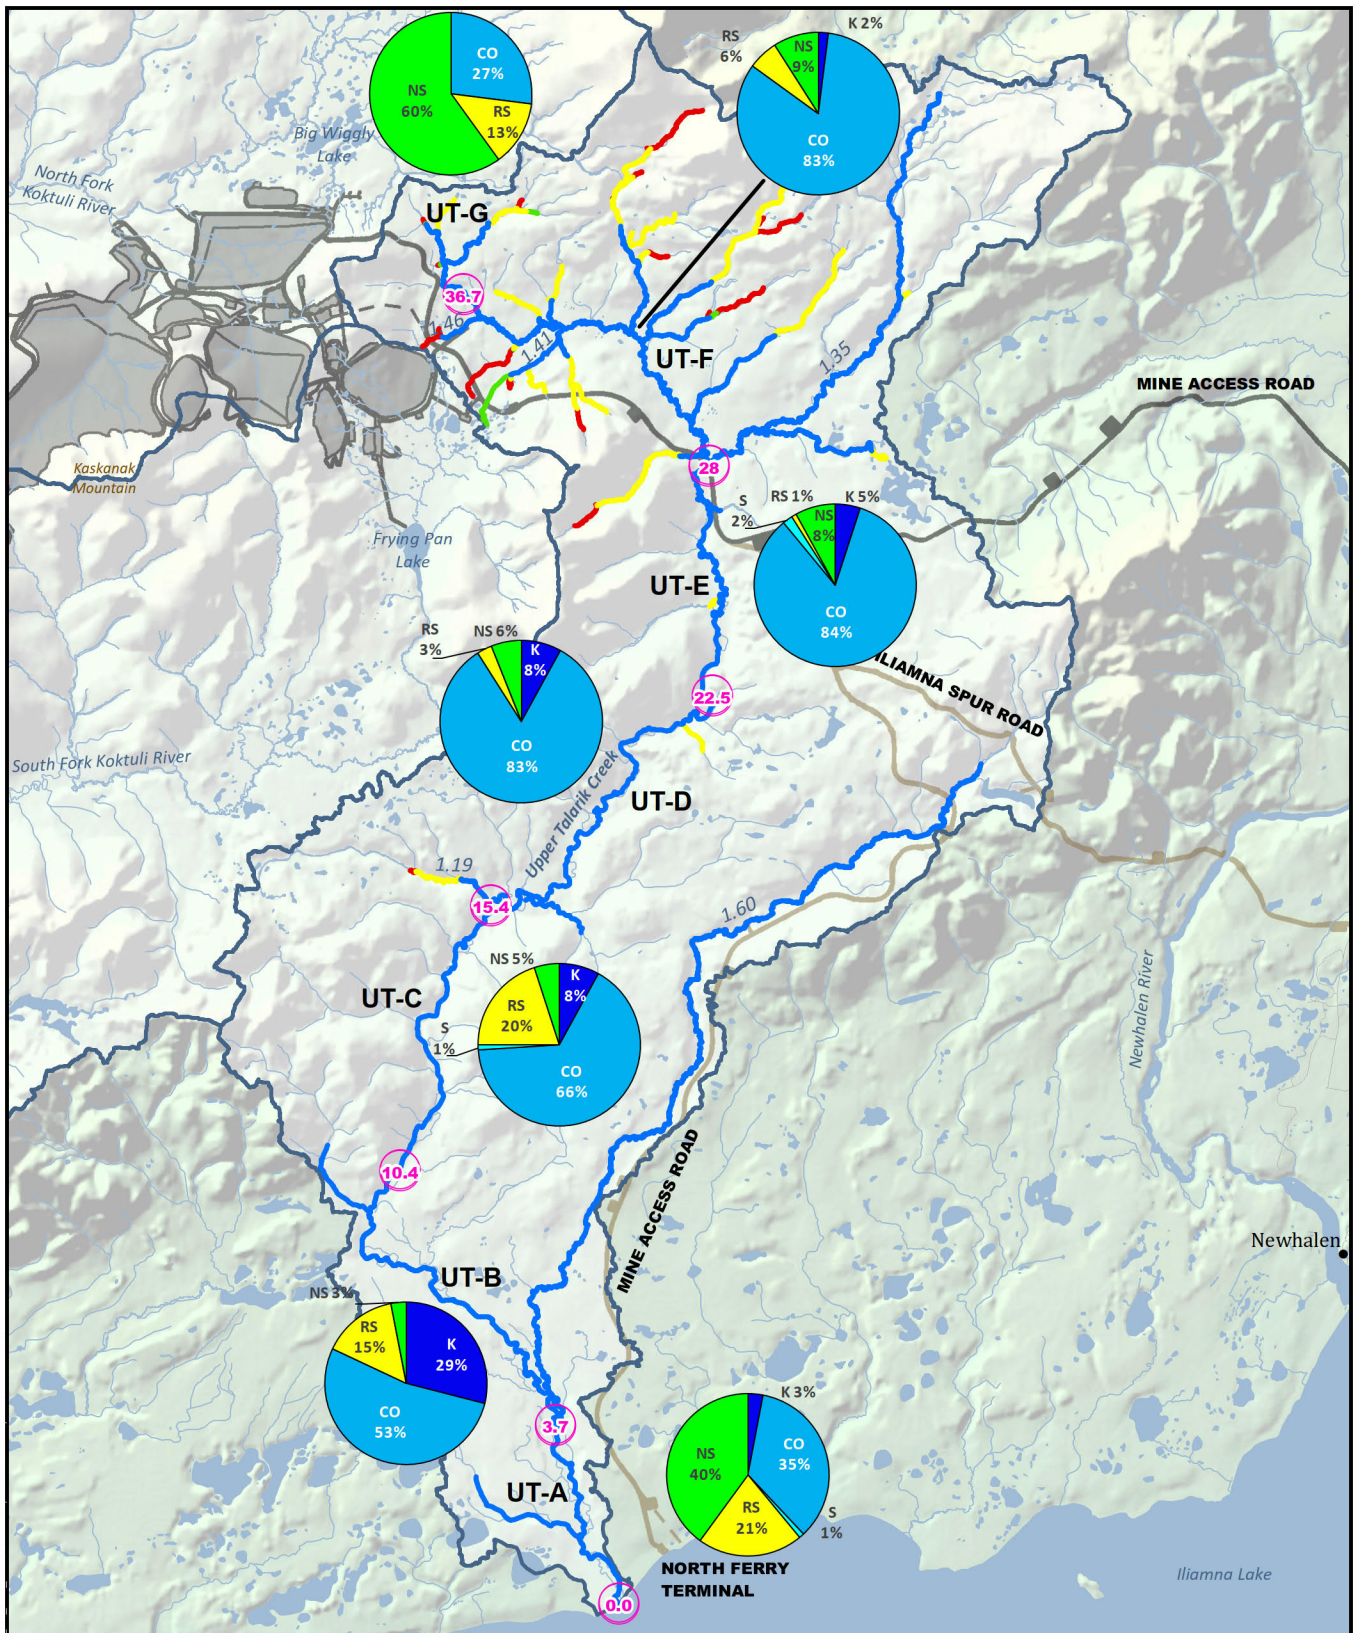 CO
27%
NS
60%
RS
13%
K 2%
RS
6%
NS
9%
CO
83%
Big Wiggly
Lake
North Fork
Koktuli River
UT-G
36.7
1.46
1.41
UT-F
1.35
MINE ACCESS ROAD
Kaskanak
Mountain
28
S
2%
RS 1%
K 5%
NS
8%
CO
84%
Frying Pan
Lake
UT-E
RS
3%
NS 6%
K
8%
CO
83%
ILIAMNA SPUR ROAD
22.5
South Fork Koktuli River
Upper Talarik Creek
UT-D
1.19
15.4
1.60
NS 5%
K
8%
RS
20%
S
1%
CO
66%
UT-C
Newhalen River
10.4
MINE ACCESS ROAD
Newhalen
UT-B
NS 3%
RS
15%
K
29%
CO
53%
3.7
K 3%
NS
40%
CO
35%
RS
21%
S
1%
UT-A
NORTH FERRY
TERMINAL
Iliamna Lake
0.0